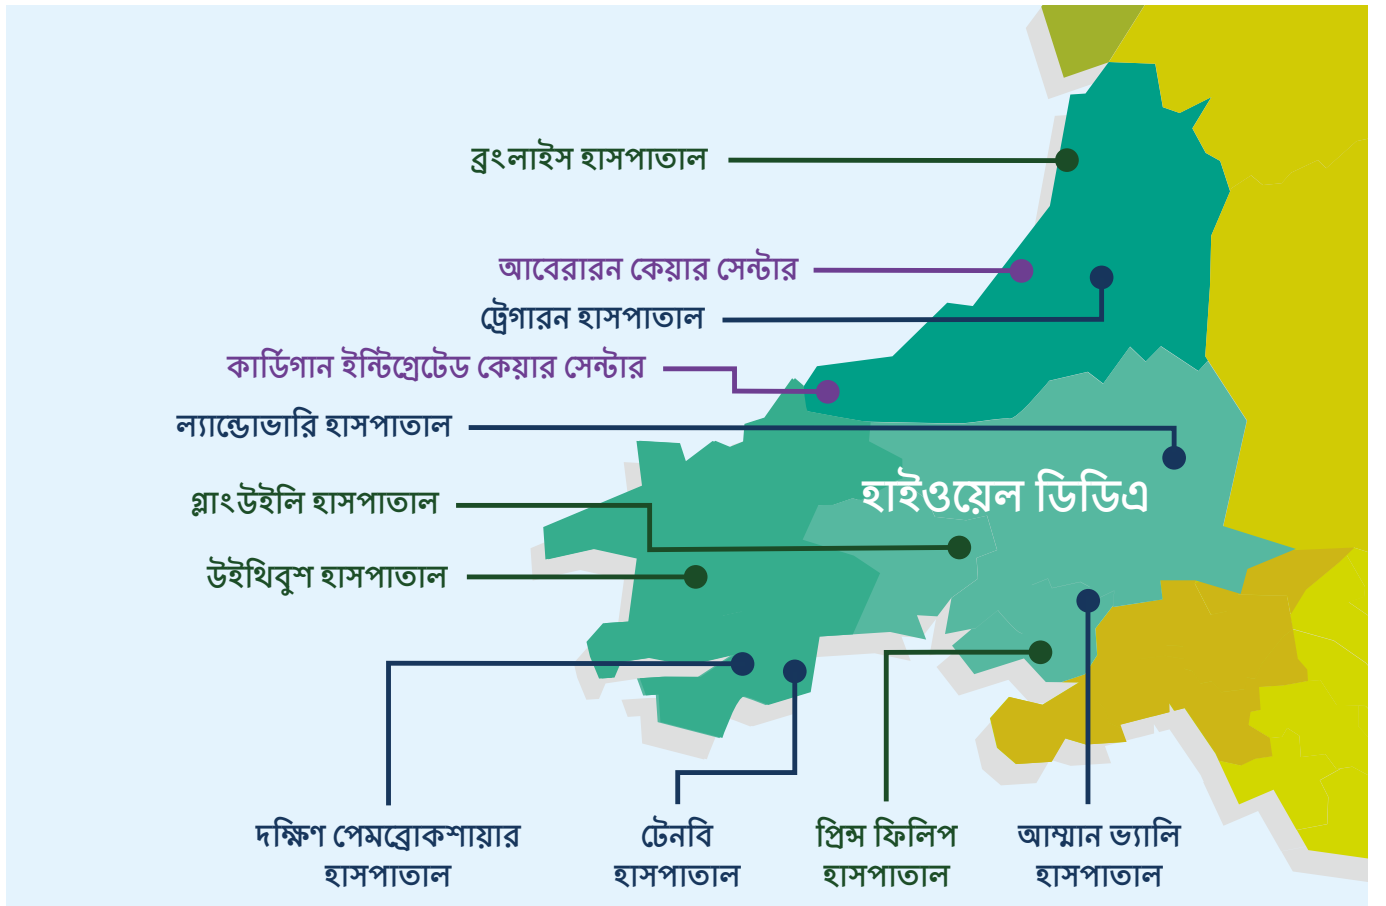 ব্রংলাইস হাসপাতাল
আবেরারন কেয়ার সেন্টার
ট্রেগারন হাসপাতাল
কার্ডিগান ইন্টিগ্রেটেড কেয়ার সেন্টার
ল্যান্ডোভারি হাসপাতাল
হাইওয়েল ডিডিএ
গ্লাংউইলি হাসপাতাল
উইথিবুশ হাসপাতাল
দক্ষিণ পেমব্রোকশায়ার
হাসপাতাল
টেনবি
হাসপাতাল
প্রিন্স ফিলিপ
হাসপাতাল
আম্মান ভ্যালি
হাসপাতাল